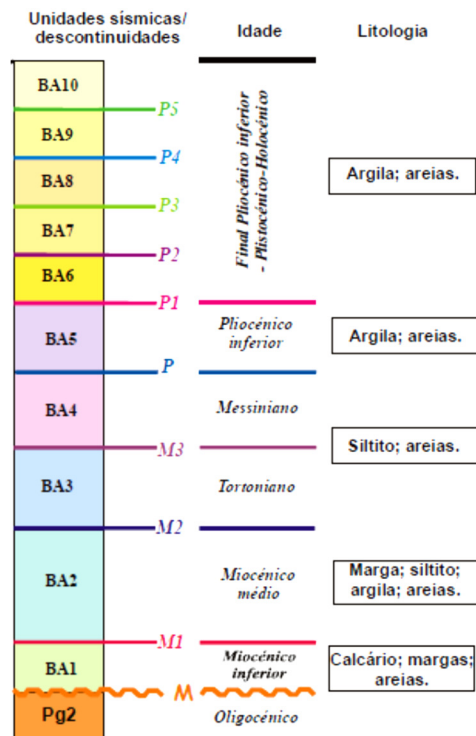 Unidades sísmicas/
descontinuidades
Idade
Litologia
BA10
P5
BA9
P4
BA8
P3
BA7
P2
BA6
P1
Final Pliocénico inferior
- Plistocénico-Holocénico
Argila; areias.
BA5
Pliocénico
inferior
Argila; areias.
P
BA4
Messiniano
M3
Siltito; areias.
BA3
Tortoniano
M2
BA2
Miocénico
médio
Marga; siltito;
argila; areias.
M1
BA1
Miocénico
inferior
Calcário; margas;
areias.
M
Pg2
Oligocénico